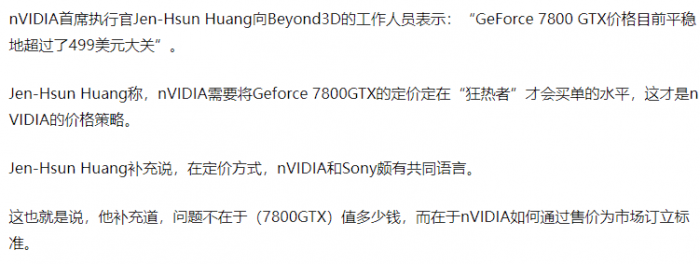 nVIDIA首席执行官Jen-Hsun Huang向Beyond3D的工作人员表示：“GeForce 7800 GTX价格目前平稳
地超过了499美元大关”。
Jen-Hsun Huang称，nVIDIA需要将Geforce 7800GTX的定价定在“狂热者”才会买单的水平，这才是n
VIDIA的价格策略。
Jen-Hsun Huang补充说，在定价方式，nVIDIA和Sony颇有共同语言。
这也就是说，他补充道，问题不在于（7800GTX）值多少钱，而在于nVIDIA如何通过售价为市场订立标
准。